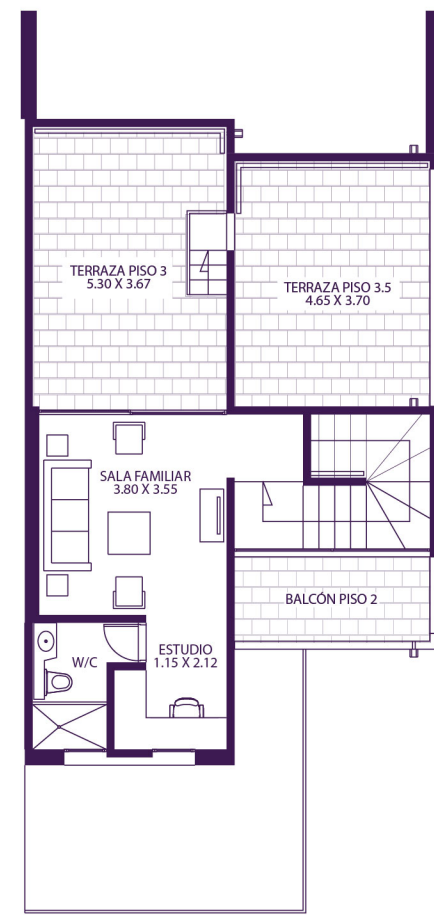 TERRAZA PISO 3
5.30 X 3.67
TERRAZA PISO 3.5
4.65 X 3.70
SALA FAMILIAR
3.80 X 3.55
BALCÓN PISO 2
ESTUDIO
1.15 X 2.12
W/C